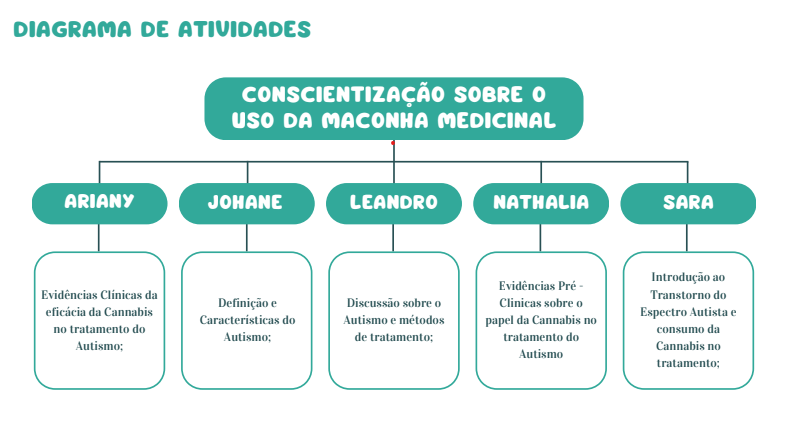 DIAGRAMA DE ATIVIDADES
CONSCIENTIZAÇÃO SOBRE O
USO DA MACONHA MEDICINAL
ARIANY
JOHANE
LEANDRO
NATHALIA
SARA
Evidências Clínicas da
eficácia da Cannabis
no tratamento do
Autismo;
Definição e
Características do
Autismo;
Discussão sobre o
Autismo e métodos
de tratamento;
Evidências Pré -
Clinicas sobre o
papel da Cannabis no
tratamento do
Autismo
Introdução ao
Transtorno do
Espectro Autista e
consumo da
Cannabis no
tratamento;